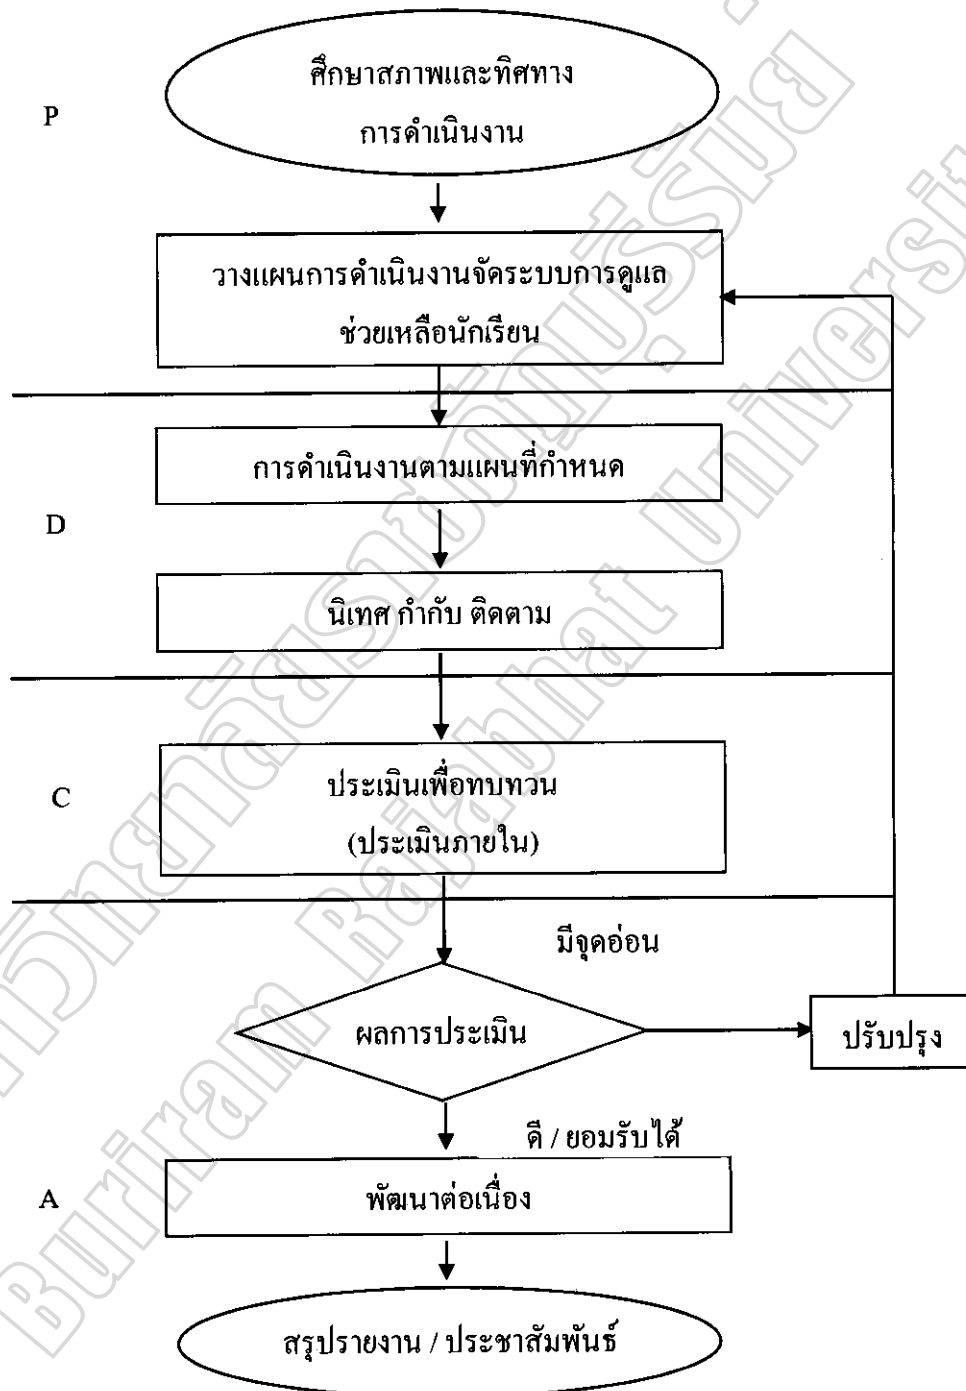 ศึกษาสภาพและทิศทาง
การดำเนินงาน
P
วางแผนการดำเนินงานจัดระบบการดูแล
ช่วยเหลือนักเรียน
การดำเนินงานตามแผนที่กำหนด
D
นิเทศ กำกับ ติดตาม
ประเมินเพื่อทบทวน
C
(ประเมินภายใน)
มีจุดอ่อน
ผลการประเมิน
ปรับปรุง
ดี / ยอมรับได้
A
พัฒนาต่อเนื่อง
สรุปรายงาน / ประชาสัมพันธ์
Buriram Rajabhat Universit